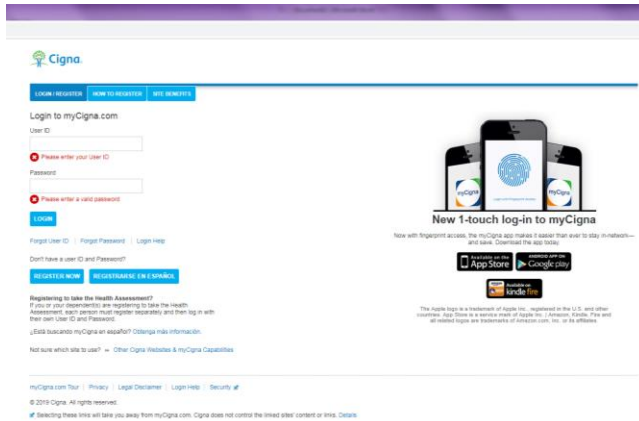 Cigna.
LOGIN / REGISTER
HOW TO REGISTER
SITE BENEFITS
Login to myCigna.com
User ID
Please enter your User ID
Password
Please enter a valid password.
LOGIN
Forgot User ID | Forgot Password | Login Help
Don't have a user ID and Password?
REGISTER NOW
REGISTRARSE EN ESPAÑOL
Registering to take the Health Assessment?
If you or your dependent(s) are registering to take the Health
Assessment, each person must register separately and then log in with
their own User ID and Password.
¿Está buscando myCigna en español? Obtenga más información.
Not sure which site to use? Other Cigna Websites & myCigna Capabilities
myCigna
myCigna
New 1-touch log-in to myCigna
Now with fingerprint access, the myCigna app makes it easier than ever to stay in-network—
and save. Download the app today.
Available on the
App Store
ANDROID APP ON
Google play
Available on
kindle fire
The Apple logo is a trademark of Apple Inc., registered in the U.S. and other
countries. App Store is a service mark of Apple Inc. | Amazon, Kindle, Fire and
all related logos are trademarks of Amazon.com, Inc. or its affiliates.
myCigna.com Tour | Privacy | Legal Disclaimer | Login Help | Security
© 2019 Cigna. All rights reserved.
Selecting these links will take you away from myCigna.com. Cigna does not control the linked sites' content or links. Details